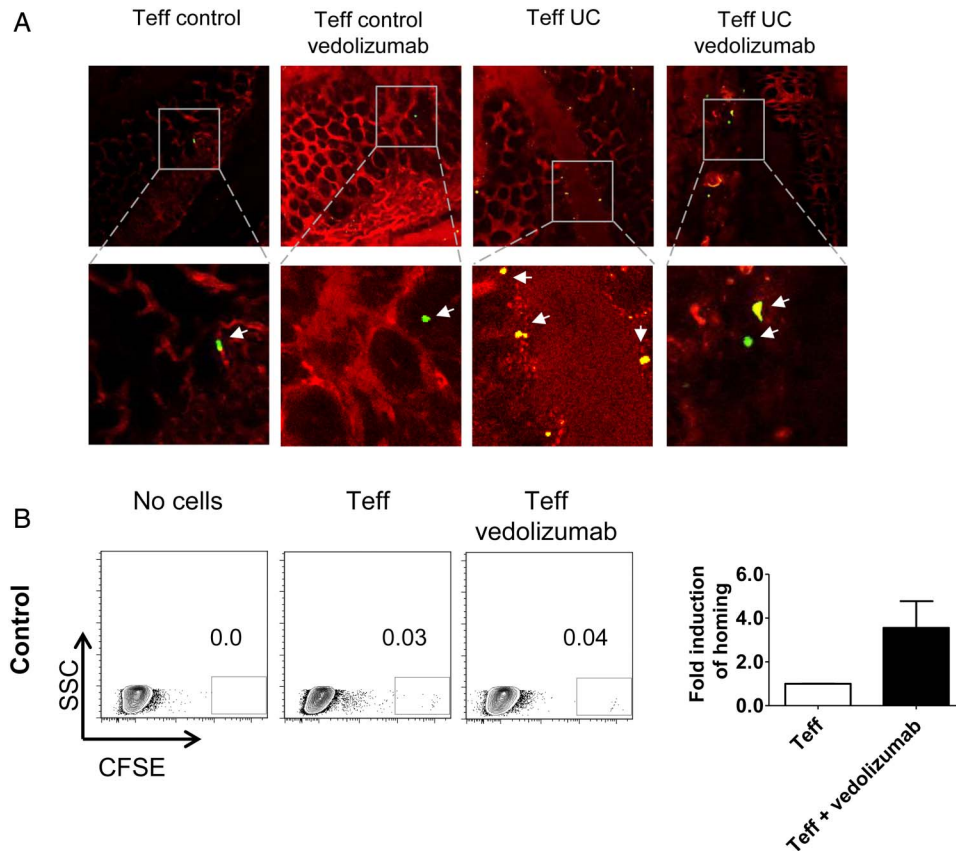 A
Teff control
Teff control
vedolizumab
Teff UC
Teff UC
vedolizumab
B
No cells
Teff
Teff
vedolizumab
Control
SSC
0.0
0.03
0.04
CFSE
Fold induction
of homing
6.0
4.0
2.0
0.0
Teff
Teff + vedolizumab